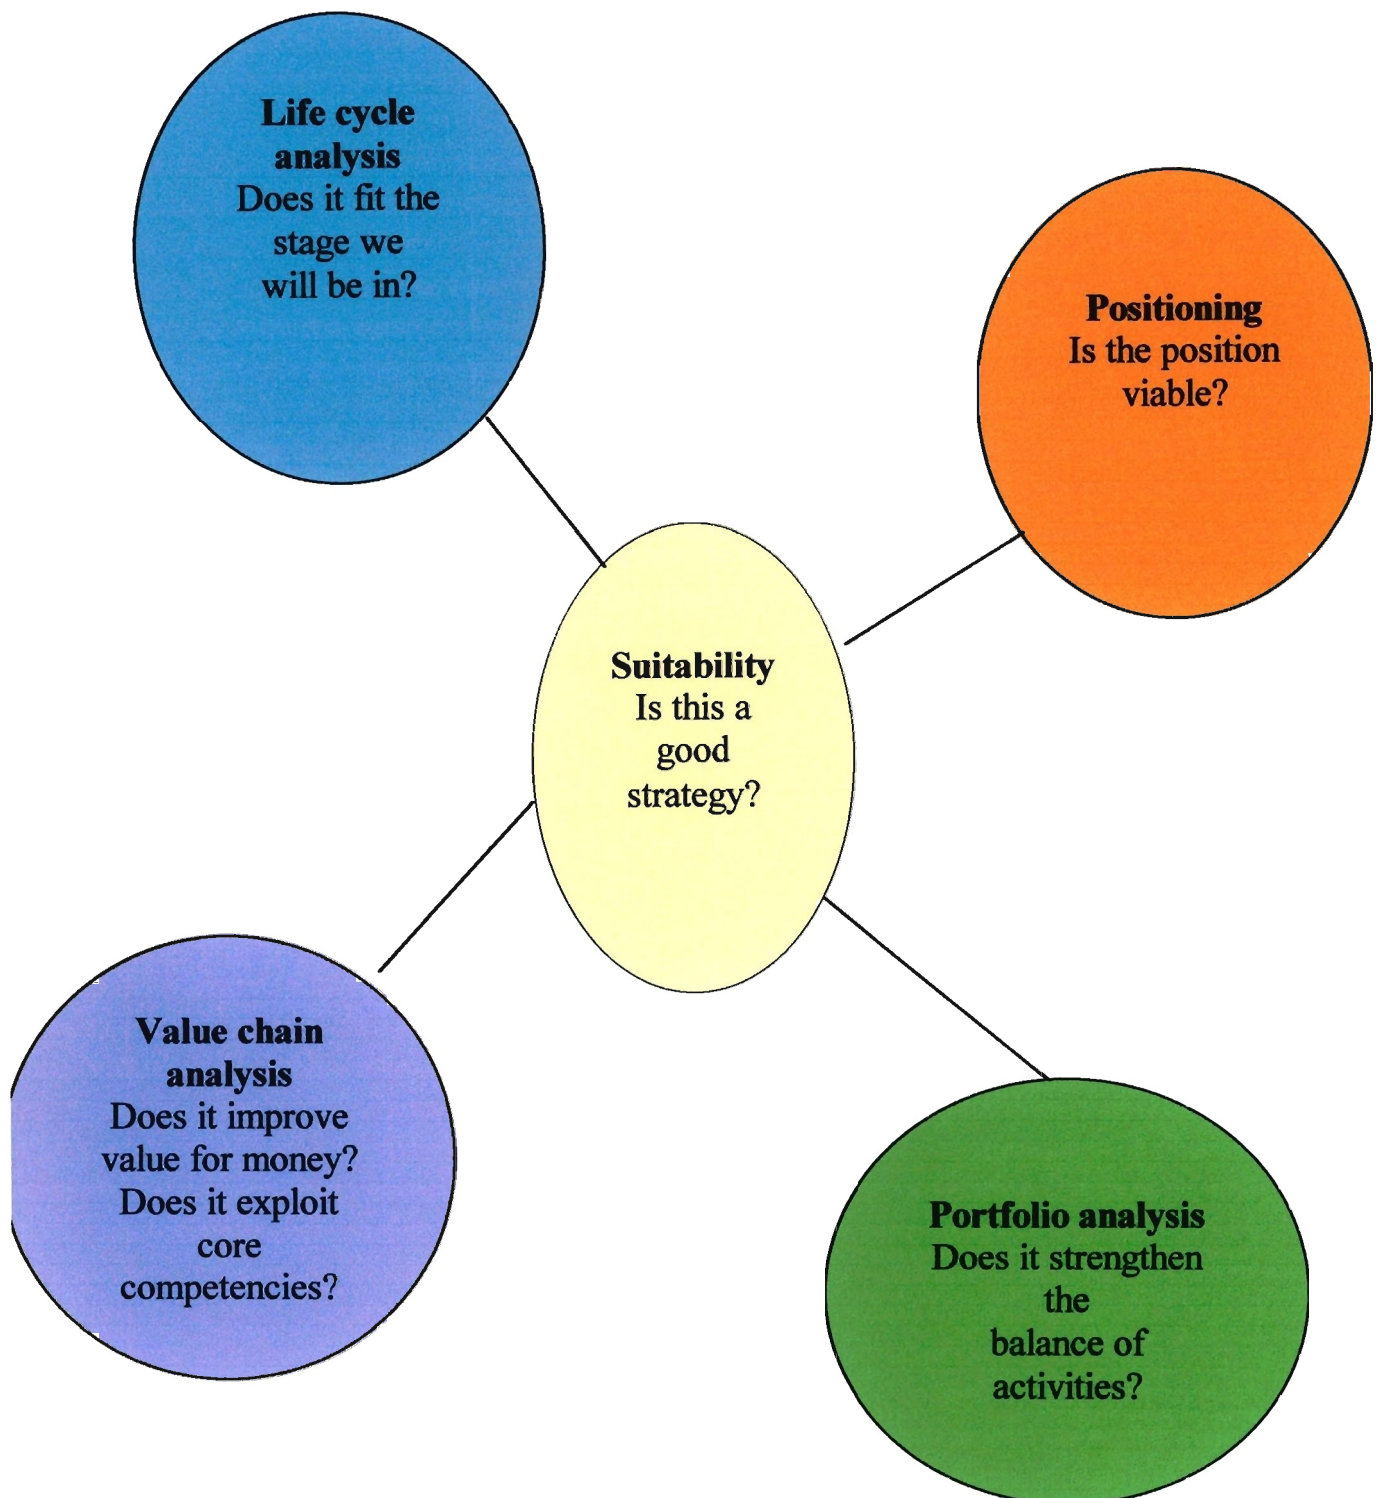 Life cycle
analysis
Does it fit the
stage we
will be in?
Positioning
Is the position
viable?
Suitability
Is this a
good
strategy?
Value chain
analysis
Does it improve
value for money?
Does it exploit
core
competencies?
Portfolio analysis
Does it strengthen
the
balance of
activities?